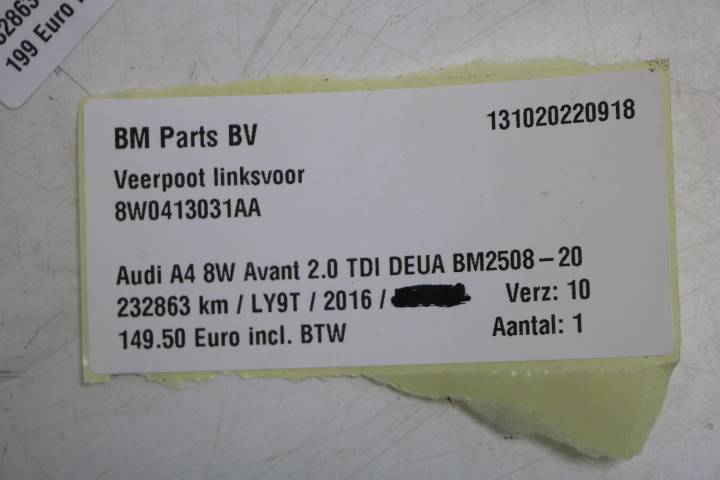 32863
199 Euro
BM Parts BV
131020220918
Veerpoot linksvoor
8W0413031AA
Audi A4 8W Avant 2.0 TDI DEUA BM2508-20
232863 km / LY9T / 2016 /
Verz: 10
149.50 Euro incl. BTW
Aantal: 1